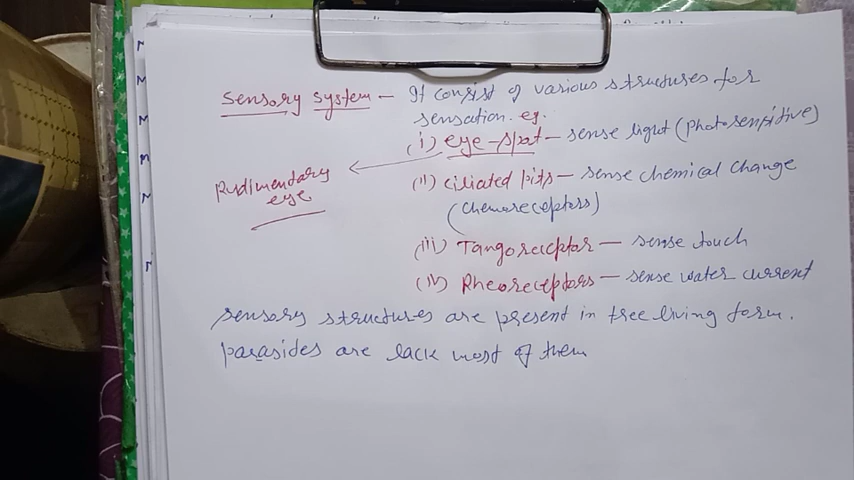 Sensory system — It consist of various structures for
sensation. eg.
(i) eye-spot — sense light (Photosensitive)
Rudimentary
eye
(ii) ciliated pits — sense chemical change
(Chemoreceptors)
(iii) Tangoreceptor — sense touch
(iv) Rheoreceptors — sense water current
sensory structures are present in free living form.
parasides are lack most of them